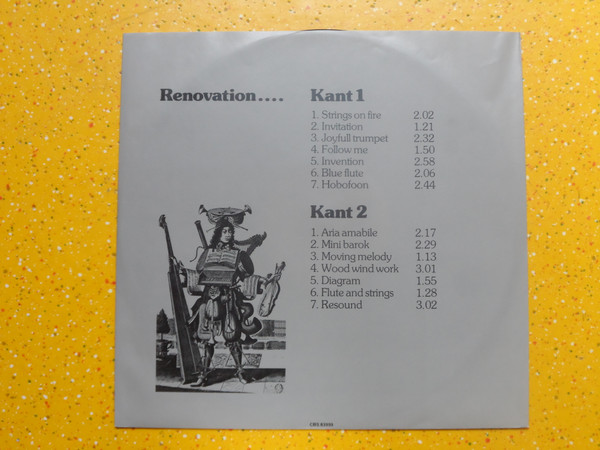 Renovation....
Kant 1
1. Strings on fire 2.02
2. Invitation 1.21
3. Joyfull trumpet 2.32
4. Follow me 1.50
5. Invention 2.58
6. Blue flute 2.06
7. Hobofoon 2.44
Kant 2
1. Aria amabile 2.17
2. Mini barok 2.29
3. Moving melody 1.13
4. Wood wind work 3.01
5. Diagram 1.55
6. Flute and strings 1.28
7. Resound 3.02
CBS